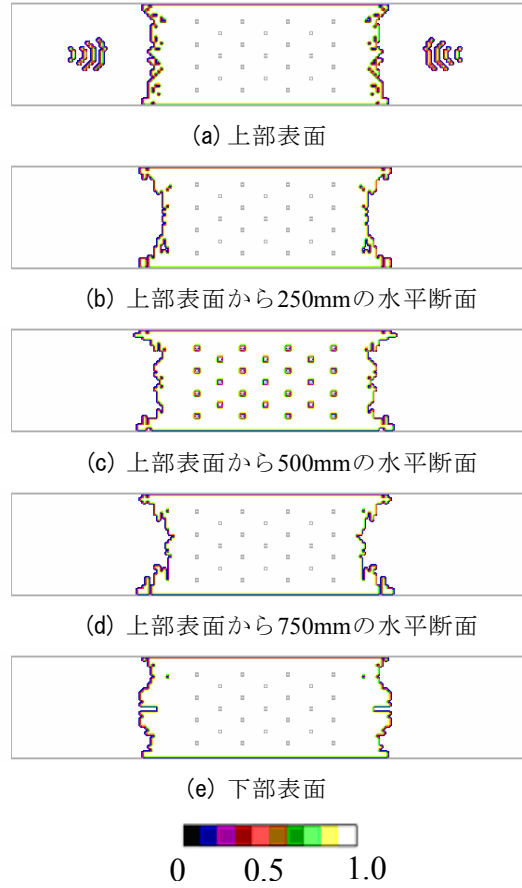 (a) 上部表面
(b) 上部表面から250mmの水平断面
(c) 上部表面から500mmの水平断面
(d) 上部表面から750mmの水平断面
(e) 下部表面
0 0.5 1.0